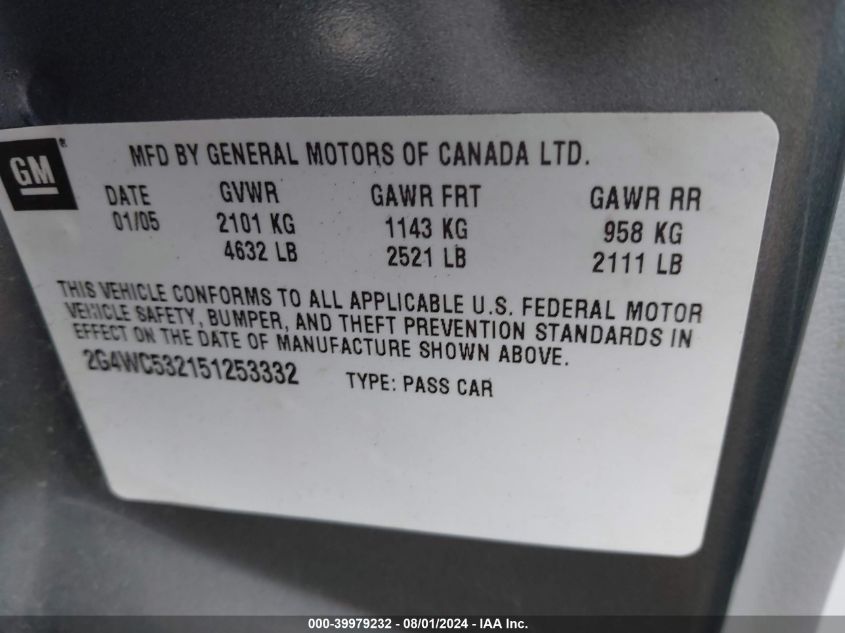 GM®
MFD BY GENERAL MOTORS OF CANADA LTD.
DATE GVWR GAWR FRT GAWR RR
01/05 2101 KG 1143 KG 958 KG
4632 LB 2521 LB 2111 LB
THIS VEHICLE CONFORMS TO ALL APPLICABLE U.S. FEDERAL MOTOR
VEHICLE SAFETY, BUMPER, AND THEFT PREVENTION STANDARDS IN
EFFECT ON THE DATE OF MANUFACTURE SHOWN ABOVE.
2G4WC532151253332 TYPE: PASS CAR
000-39979232 - 08/01/2024 - IAA Inc.